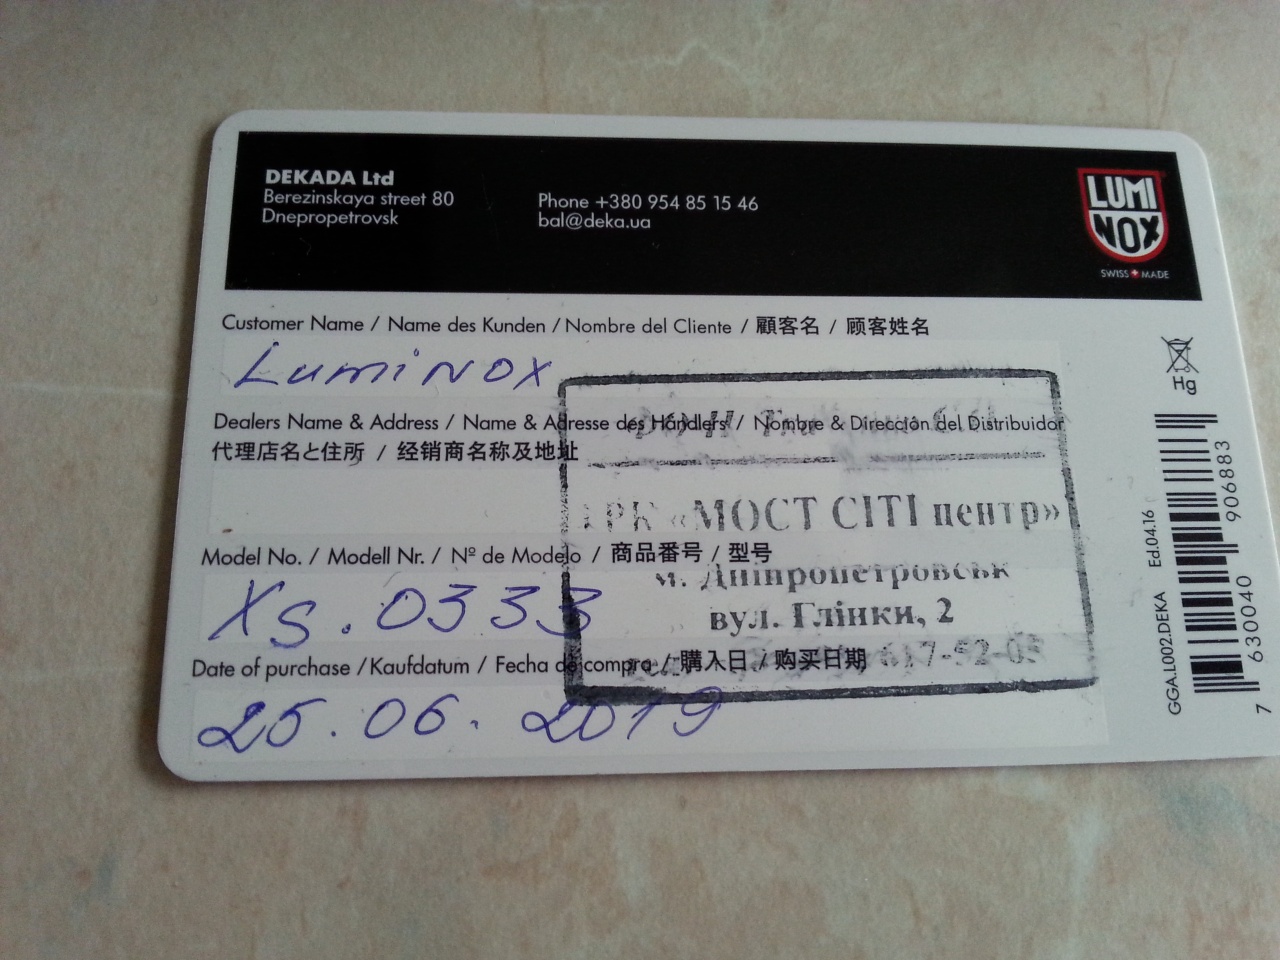 DEKADA Ltd
Berezinskaya street 80
Dnepropetrovsk
Phone +380 954 85 15 46
bal@deka.ua
LUMI
NOX
SWISS MADE
Customer Name / Name des Kunden / Nombre del Cliente / 顧客名 / 顾客姓名
Luminox
Dealers Name & Address / Name & Adresse des Händlers / Nombre & Dirección del Distribuidor
代理店名と住所 / 经销商名称及地址
«МОСТ СІТІ центр»
Model No. / Modell Nr. / Nº de Modelo / 商品番号 / 型号
м. Дніпропетровськ
Xs. 0333
вул. Глінки, 2
Date of purchase / Kaufdatum / Fecha de compra / 購入日 / 购买日期
617-52-03
25.06.2019
Hg
GGA.L002.DEKA Ed.04.16
7 630040 906883